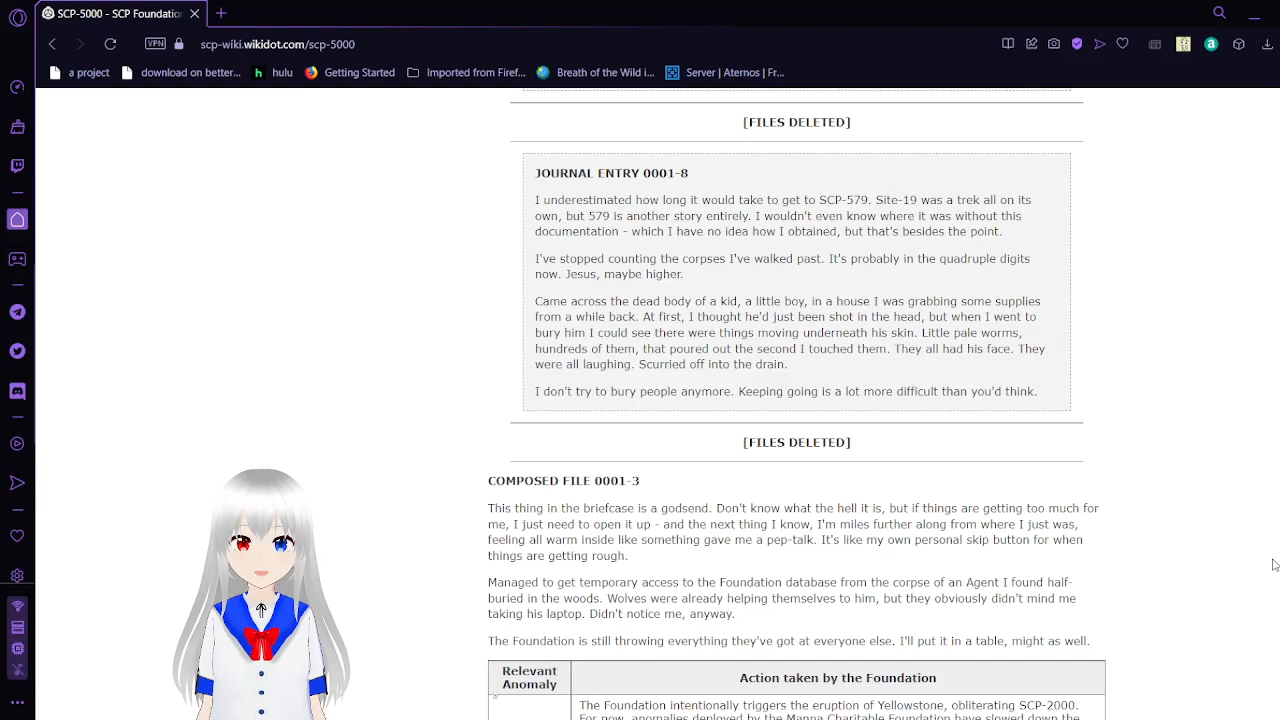 SCP-5000 - SCP Foundation
VPN
scp-wiki.wikidot.com/scp-5000
a project
download on better...
hulu
Getting Started
Imported from Firef...
Breath of the Wild i...
Server | Aternos | Fr...
[FILES DELETED]
JOURNAL ENTRY 0001-8
I underestimated how long it would take to get to SCP-579. Site-19 was a trek all on its
own, but 579 is another story entirely. I wouldn't even know where it was without this
documentation - which I have no idea how I obtained, but that's besides the point.
I've stopped counting the corpses I've walked past. It's probably in the quadruple digits
now. Jesus, maybe higher.
Came across the dead body of a kid, a little boy, in a house I was grabbing some supplies
from a while back. At first, I thought he'd just been shot in the head, but when I went to
bury him I could see there were things moving underneath his skin. Little pale worms,
hundreds of them, that poured out the second I touched them. They all had his face. They
were all laughing. Scurried off into the drain.
I don't try to bury people anymore. Keeping going is a lot more difficult than you'd think.
[FILES DELETED]
COMPOSED FILE 0001-3
This thing in the briefcase is a godsend. Don't know what the hell it is, but if things are getting too much for
me, I just need to open it up - and the next thing I know, I'm miles further along from where I just was,
feeling all warm inside like something gave me a pep-talk. It's like my own personal skip button for when
things are getting rough.
Managed to get temporary access to the Foundation database from the corpse of an Agent I found half-
buried in the woods. Wolves were already helping themselves to him, but they obviously didn't mind me
taking his laptop. Didn't notice me, anyway.
The Foundation is still throwing everything they've got at everyone else. I'll put it in a table, might as well.
Relevant
Anomaly
Action taken by the Foundation
The Foundation intentionally triggers the eruption of Yellowstone, obliterating SCP-2000.
For now, anomalies deployed by the Manna Charitable Foundation have slowed down the